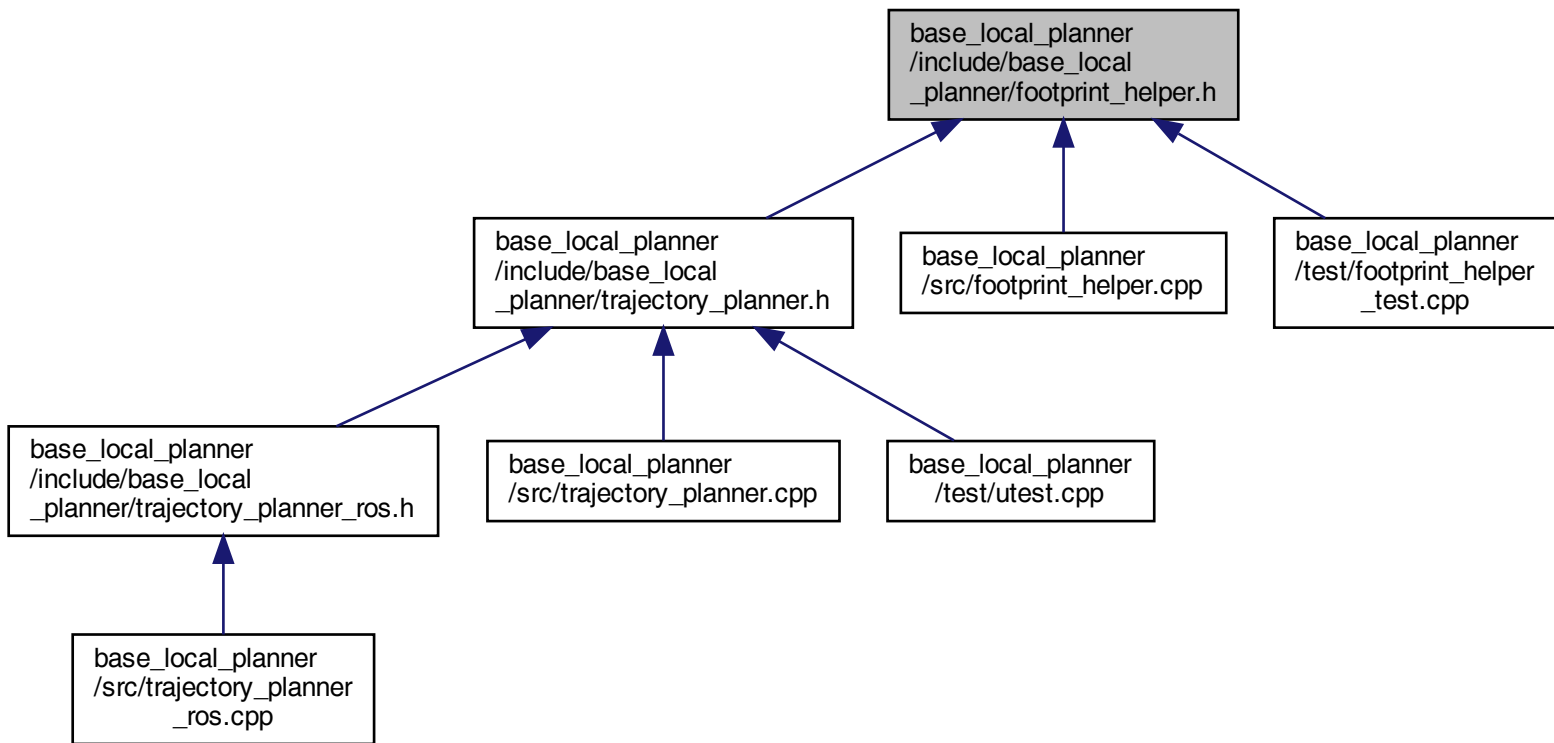 base_local_planner
/include/base_local
_planner/footprint_helper.h
base_local_planner
/include/base_local
_planner/trajectory_planner.h
base_local_planner
/src/footprint_helper.cpp
base_local_planner
/test/footprint_helper
_test.cpp
base_local_planner
/include/base_local
_planner/trajectory_planner_ros.h
base_local_planner
/src/trajectory_planner.cpp
base_local_planner
/test/utest.cpp
base_local_planner
/src/trajectory_planner
_ros.cpp